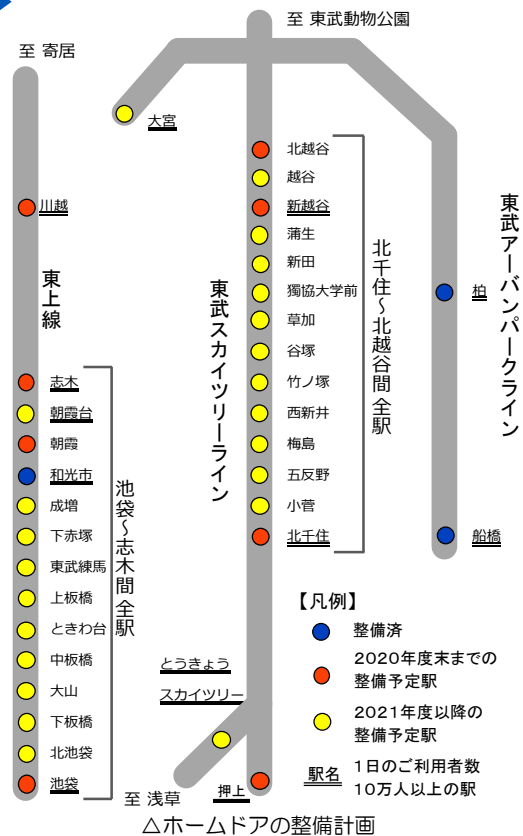 至 東武動物公園
至 寄居
大宮
北越谷
越谷
新越谷
蒲生
新田
獨協大学前
草加
谷塚
竹ノ塚
西新井
梅島
五反野
小菅
北千住
北千住～北越谷間 全駅
東武スカイツリーライン
とうきょう
スカイツリー
押上
至 浅草
川越
東上線
志木
朝霞台
朝霞
和光市
成増
下赤塚
東武練馬
上板橋
ときわ台
中板橋
大山
下板橋
北池袋
池袋
池袋～志木間 全駅
東武アーバンパークライン
柏
船橋
【凡例】
整備済
2020年度末までの
整備予定駅
2021年度以降の
整備予定駅
駅名 1日のご利用者数
10万人以上の駅
△ホームドアの整備計画